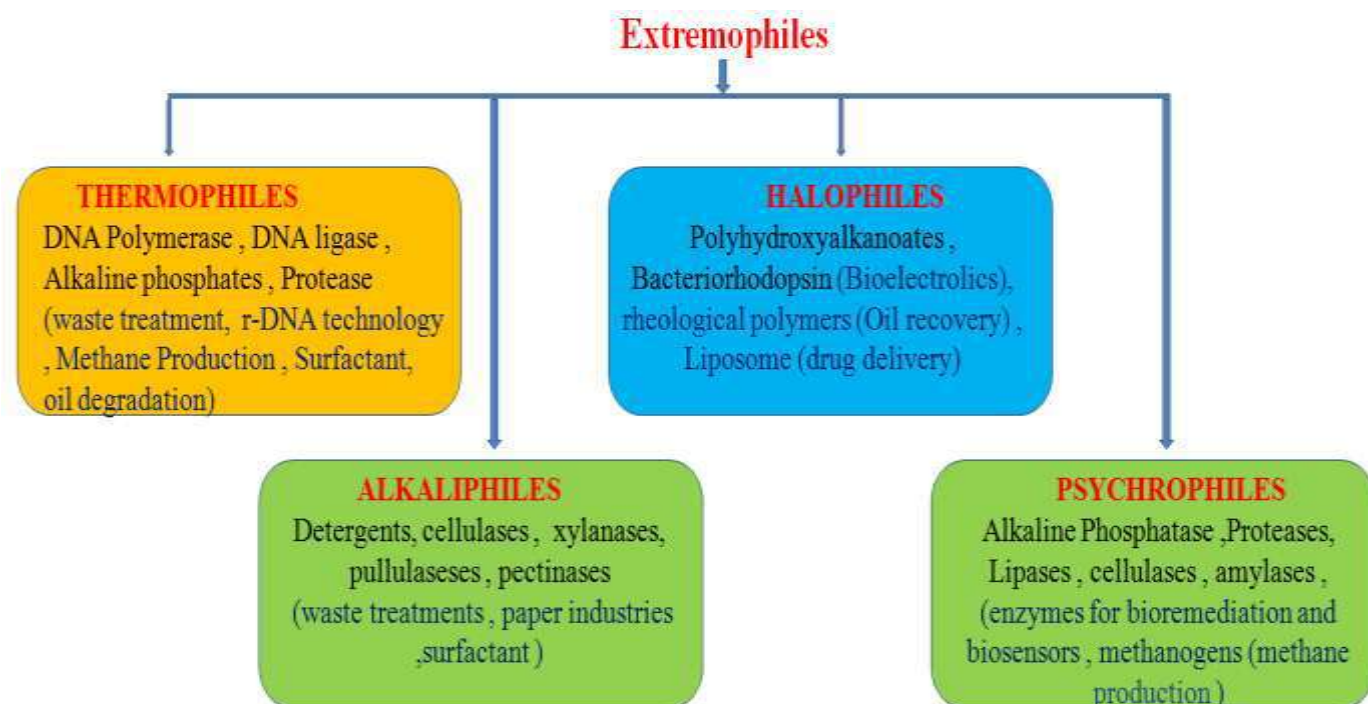 Extremophiles
THERMOPHILES
DNA Polymerase , DNA ligase ,
Alkaline phosphates , Protease
(waste treatment, r-DNA technology
, Methane Production , Surfactant,
oil degradation)
HALOPHILES
Polyhydroxyalkanoates ,
Bacteriorhodopsin (Bioelectrolics),
rheological polymers (Oil recovery) ,
Liposome (drug delivery)
ALKALIPHILES
Detergents, cellulases , xylanases,
pullulaseses , pectinases
(waste treatments , paper industries
,surfactant )
PSYCHROPHILES
Alkaline Phosphatase ,Proteases,
Lipases , cellulases , amylases ,
(enzymes for bioremediation and
biosensors , methanogens (methane
production )